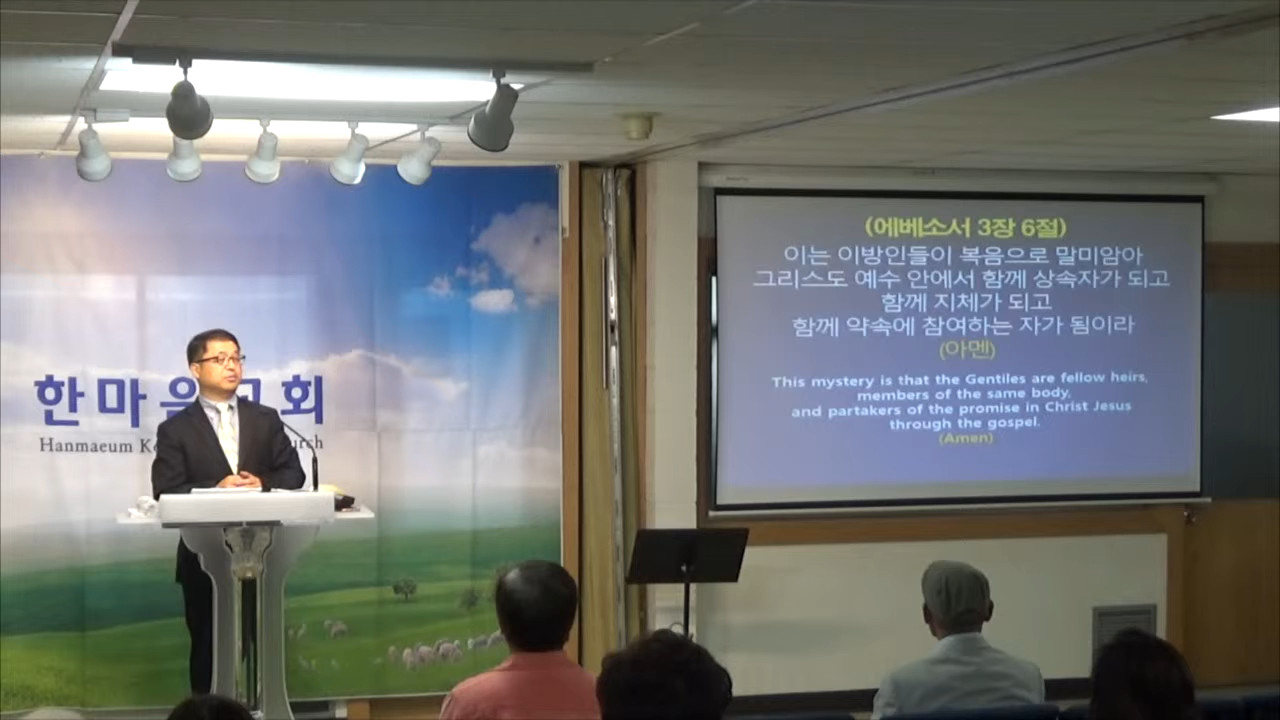 한마음교회
Hanmaeum Ko urch
(에베소서 3장 6절)
이는 이방인들이 복음으로 말미암아
그리스도 예수 안에서 함께 상속자가 되고
함께 지체가 되고
함께 약속에 참여하는 자가 됨이라
(아멘)
This mystery is that the Gentiles are fellow heirs,
members of the same body,
and partakers of the promise in Christ Jesus
through the gospel.
(Amen)